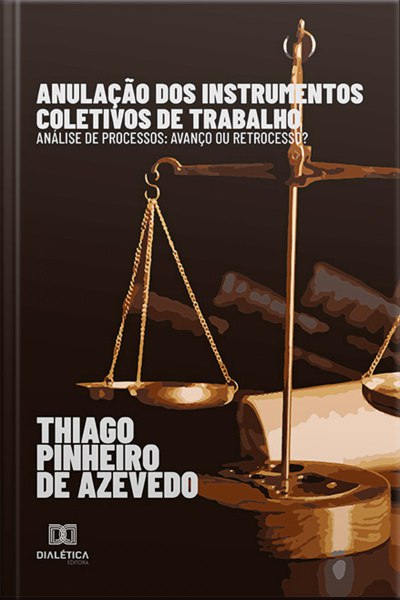 ANULAÇÃO DOS INSTRUMENTOS
COLETIVOS DE TRABALHO
ANÁLISE DE PROCESSOS: AVANÇO OU RETROCESSO?
THIAGO
PINHEIRO
DE AZEVEDO
DIALÉTICA
EDITORA